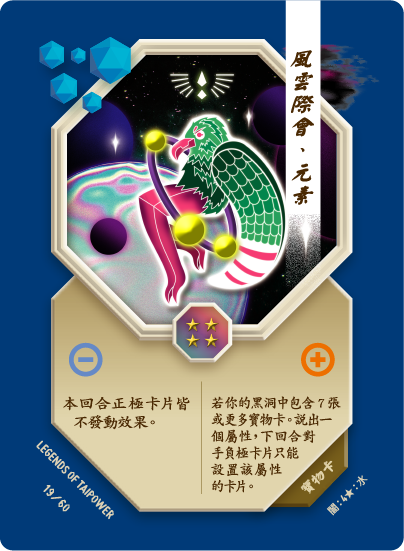 風雲際會、元素
本回合正極卡片皆
不發動效果。
若你的黑洞中包含7張
或更多寶物卡。說出一
個屬性,下回合對
手負極卡片只能
設置該屬性
的卡片。
LEGENDS OF TAIPOWER
19/60
寶物卡
闇:4★:水